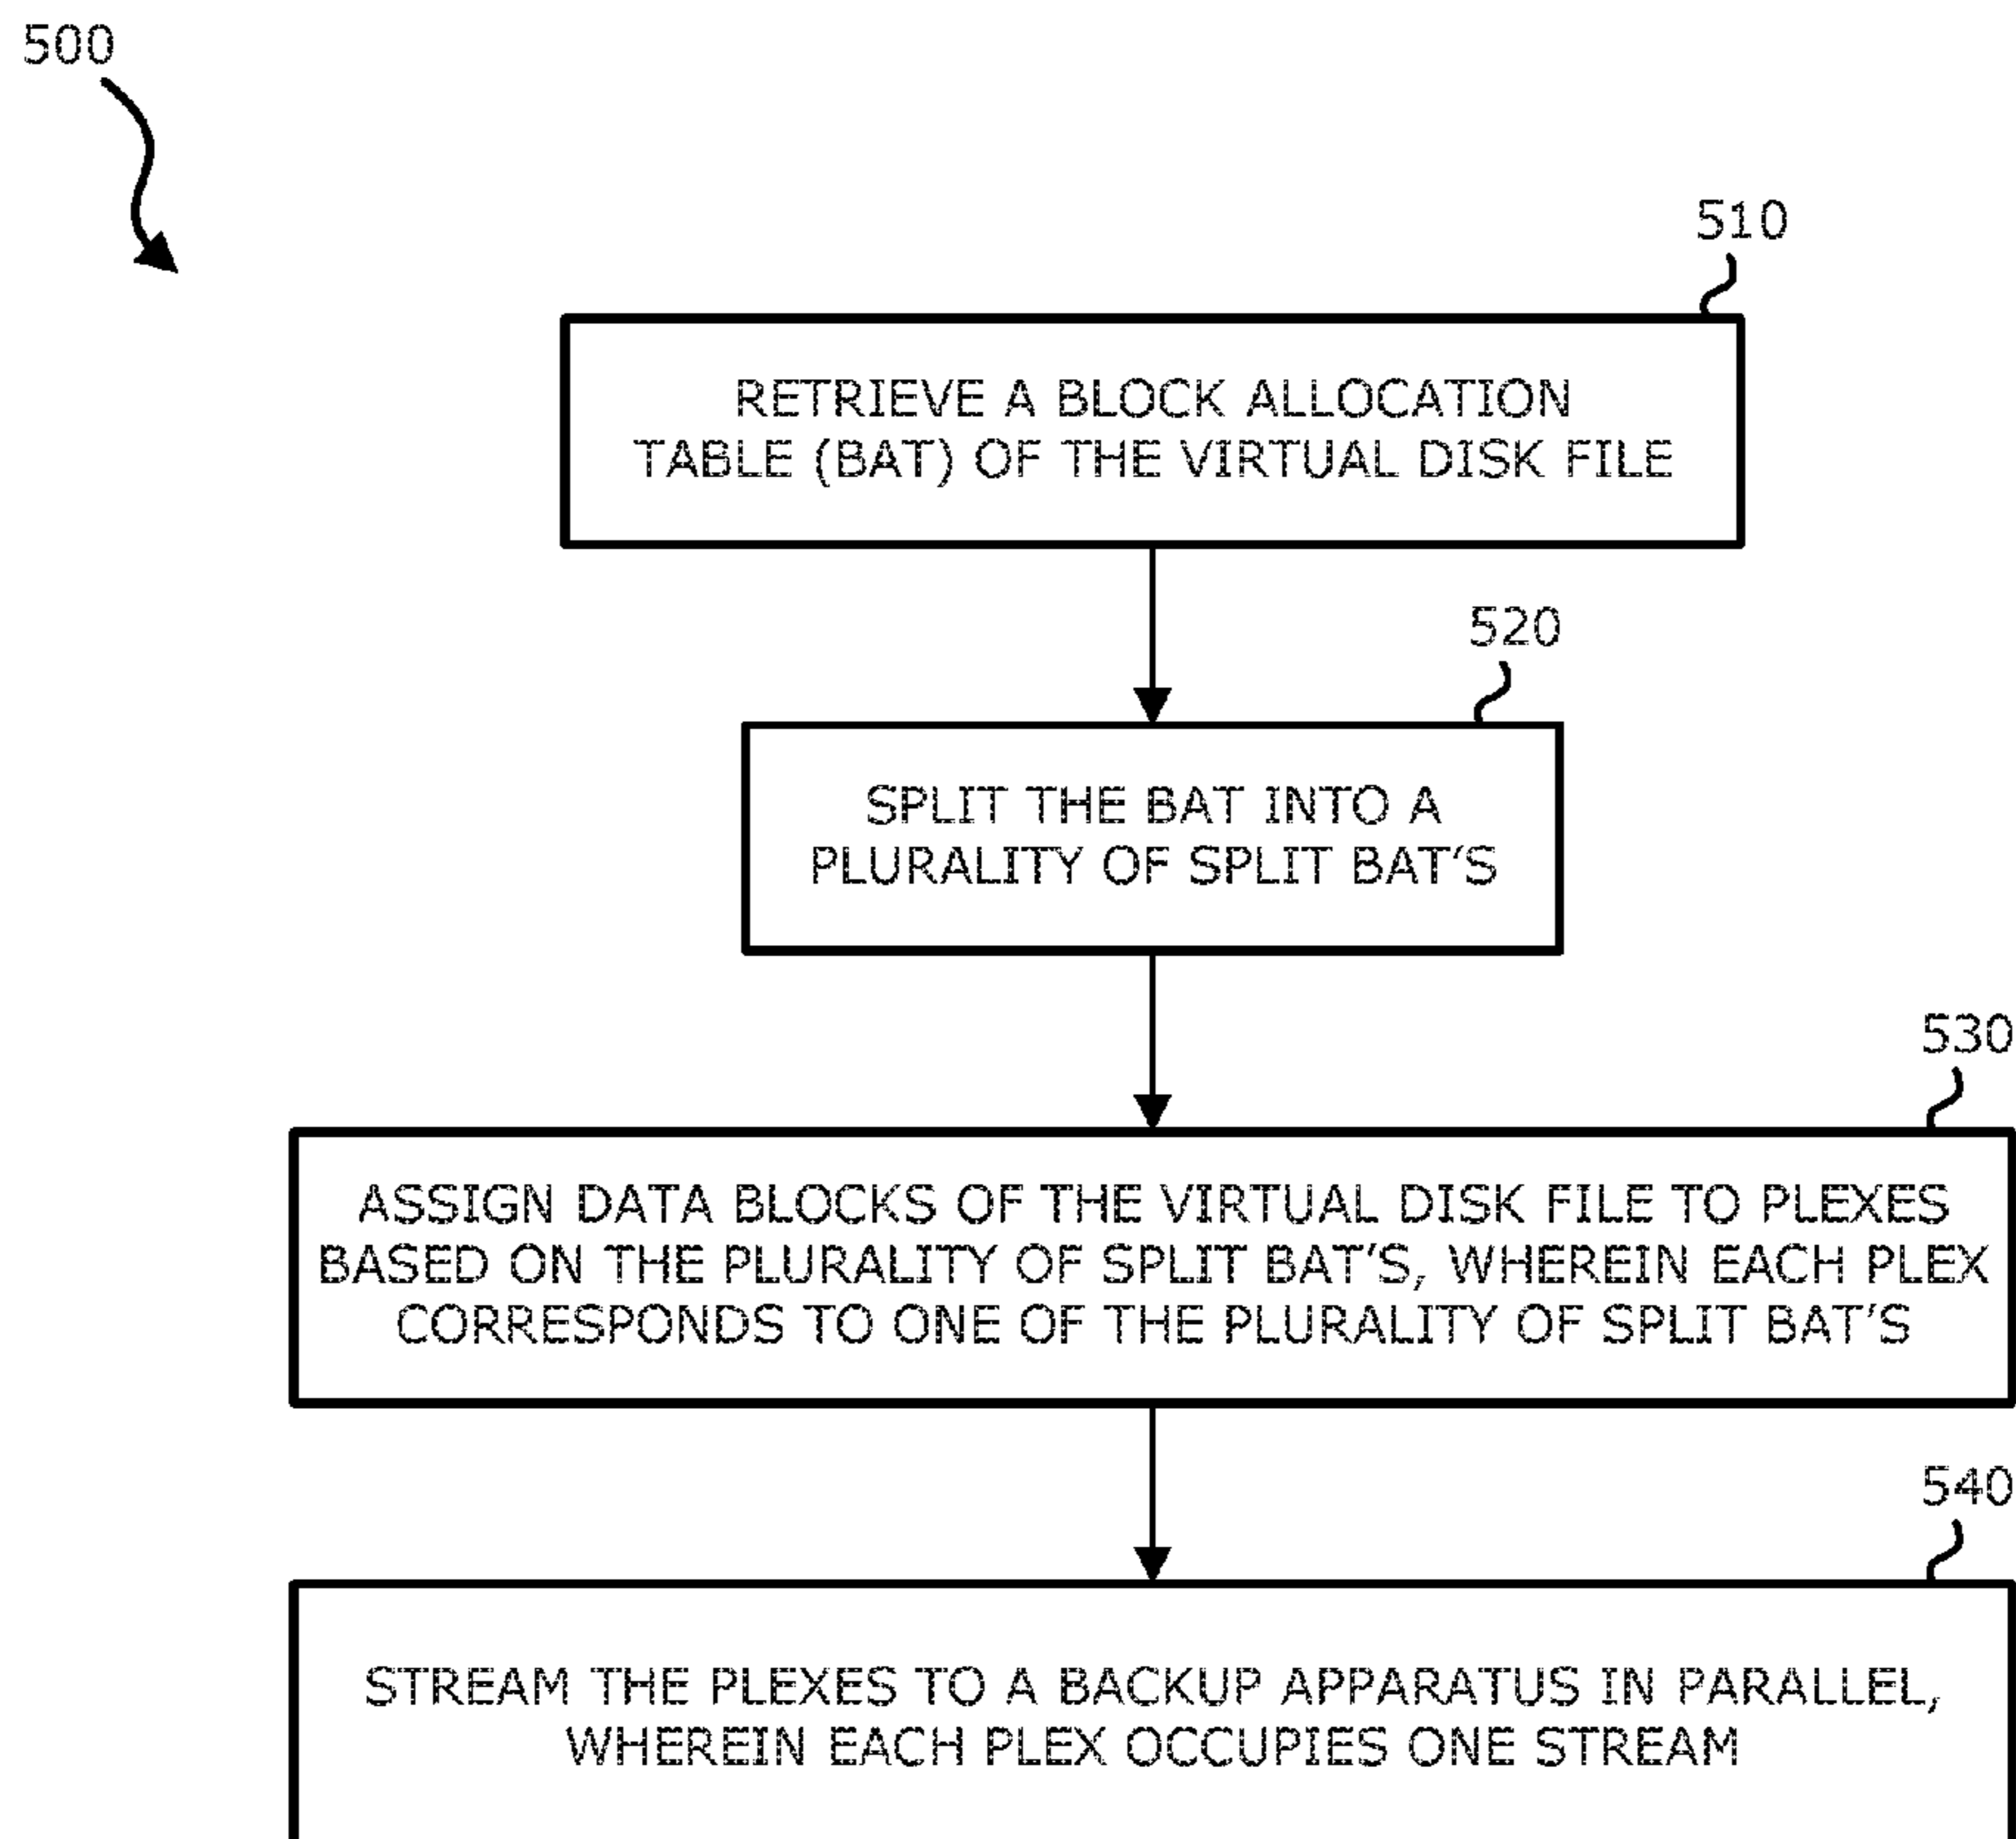 500
510
RETRIEVE A BLOCK ALLOCATION
TABLE (BAT) OF THE VIRTUAL DISK FILE
520
SPLIT THE BAT INTO A
PLURALITY OF SPLIT BAT'S
530
ASSIGN DATA BLOCKS OF THE VIRTUAL DISK FILE TO PLEXES
BASED ON THE PLURALITY OF SPLIT BAT'S, WHEREIN EACH PLEX
CORRESPONDS TO ONE OF THE PLURALITY OF SPLIT BAT'S
540
STREAM THE PLEXES TO A BACKUP APPARATUS IN PARALLEL,
WHEREIN EACH PLEX OCCUPIES ONE STREAM